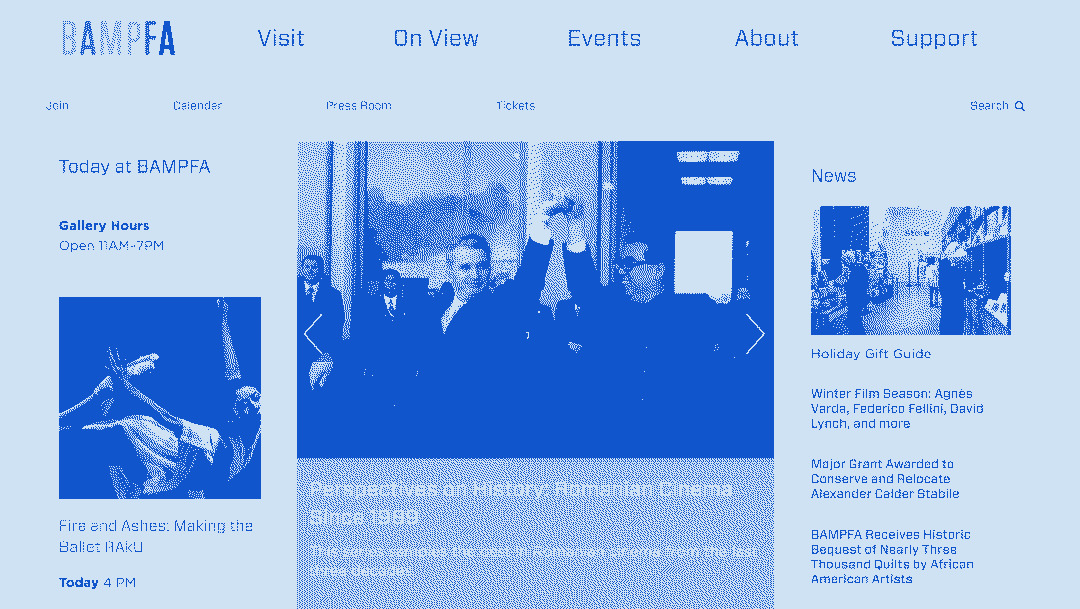 BAMPFA
Visit
On View
Events
About
Support
Join
Calendar
Press Room
Tickets
Search
Today at BAMPFA
Gallery Hours
Open 11AM-7PM
Fire and Ashes: Making the
Ballet RAkU
Today 4 PM
Perspectives on History: Romanian Cinema
Since 1989
This series samples the best in Romanian cinema from the last
three decades
News
Store
Holiday Gift Guide
Winter Film Season: Agnès
Varda, Federico Fellini, David
Lynch, and more
Major Grant Awarded to
Conserve and Relocate
Alexander Calder Stabile
BAMPFA Receives Historic
Bequest of Nearly Three
Thousand Quilts by African
American Artists